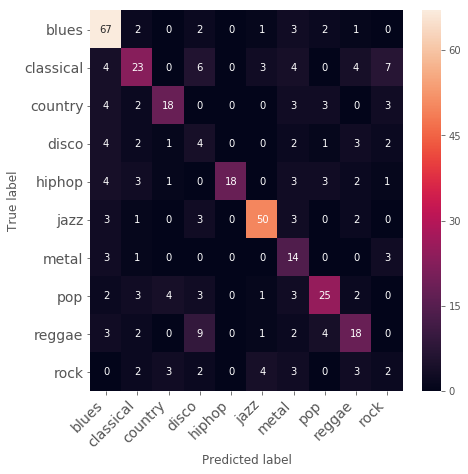 blues 67 2 0 2 0 1 3 2 1 0
classical 4 23 0 6 0 3 4 0 4 7
country 4 2 18 0 0 0 3 3 0 3
disco 4 2 1 4 0 0 2 1 3 2
hiphop 4 3 1 0 18 0 3 3 2 1
jazz 3 1 0 3 0 50 3 0 2 0
metal 3 1 0 0 0 0 14 0 0 3
pop 2 3 4 3 0 1 3 25 2 0
reggae 3 2 0 9 0 1 2 4 18 0
rock 0 2 3 2 0 4 3 0 3 2
True label
blues classical country disco hiphop jazz metal pop reggae rock
Predicted label
60
45
30
15
0